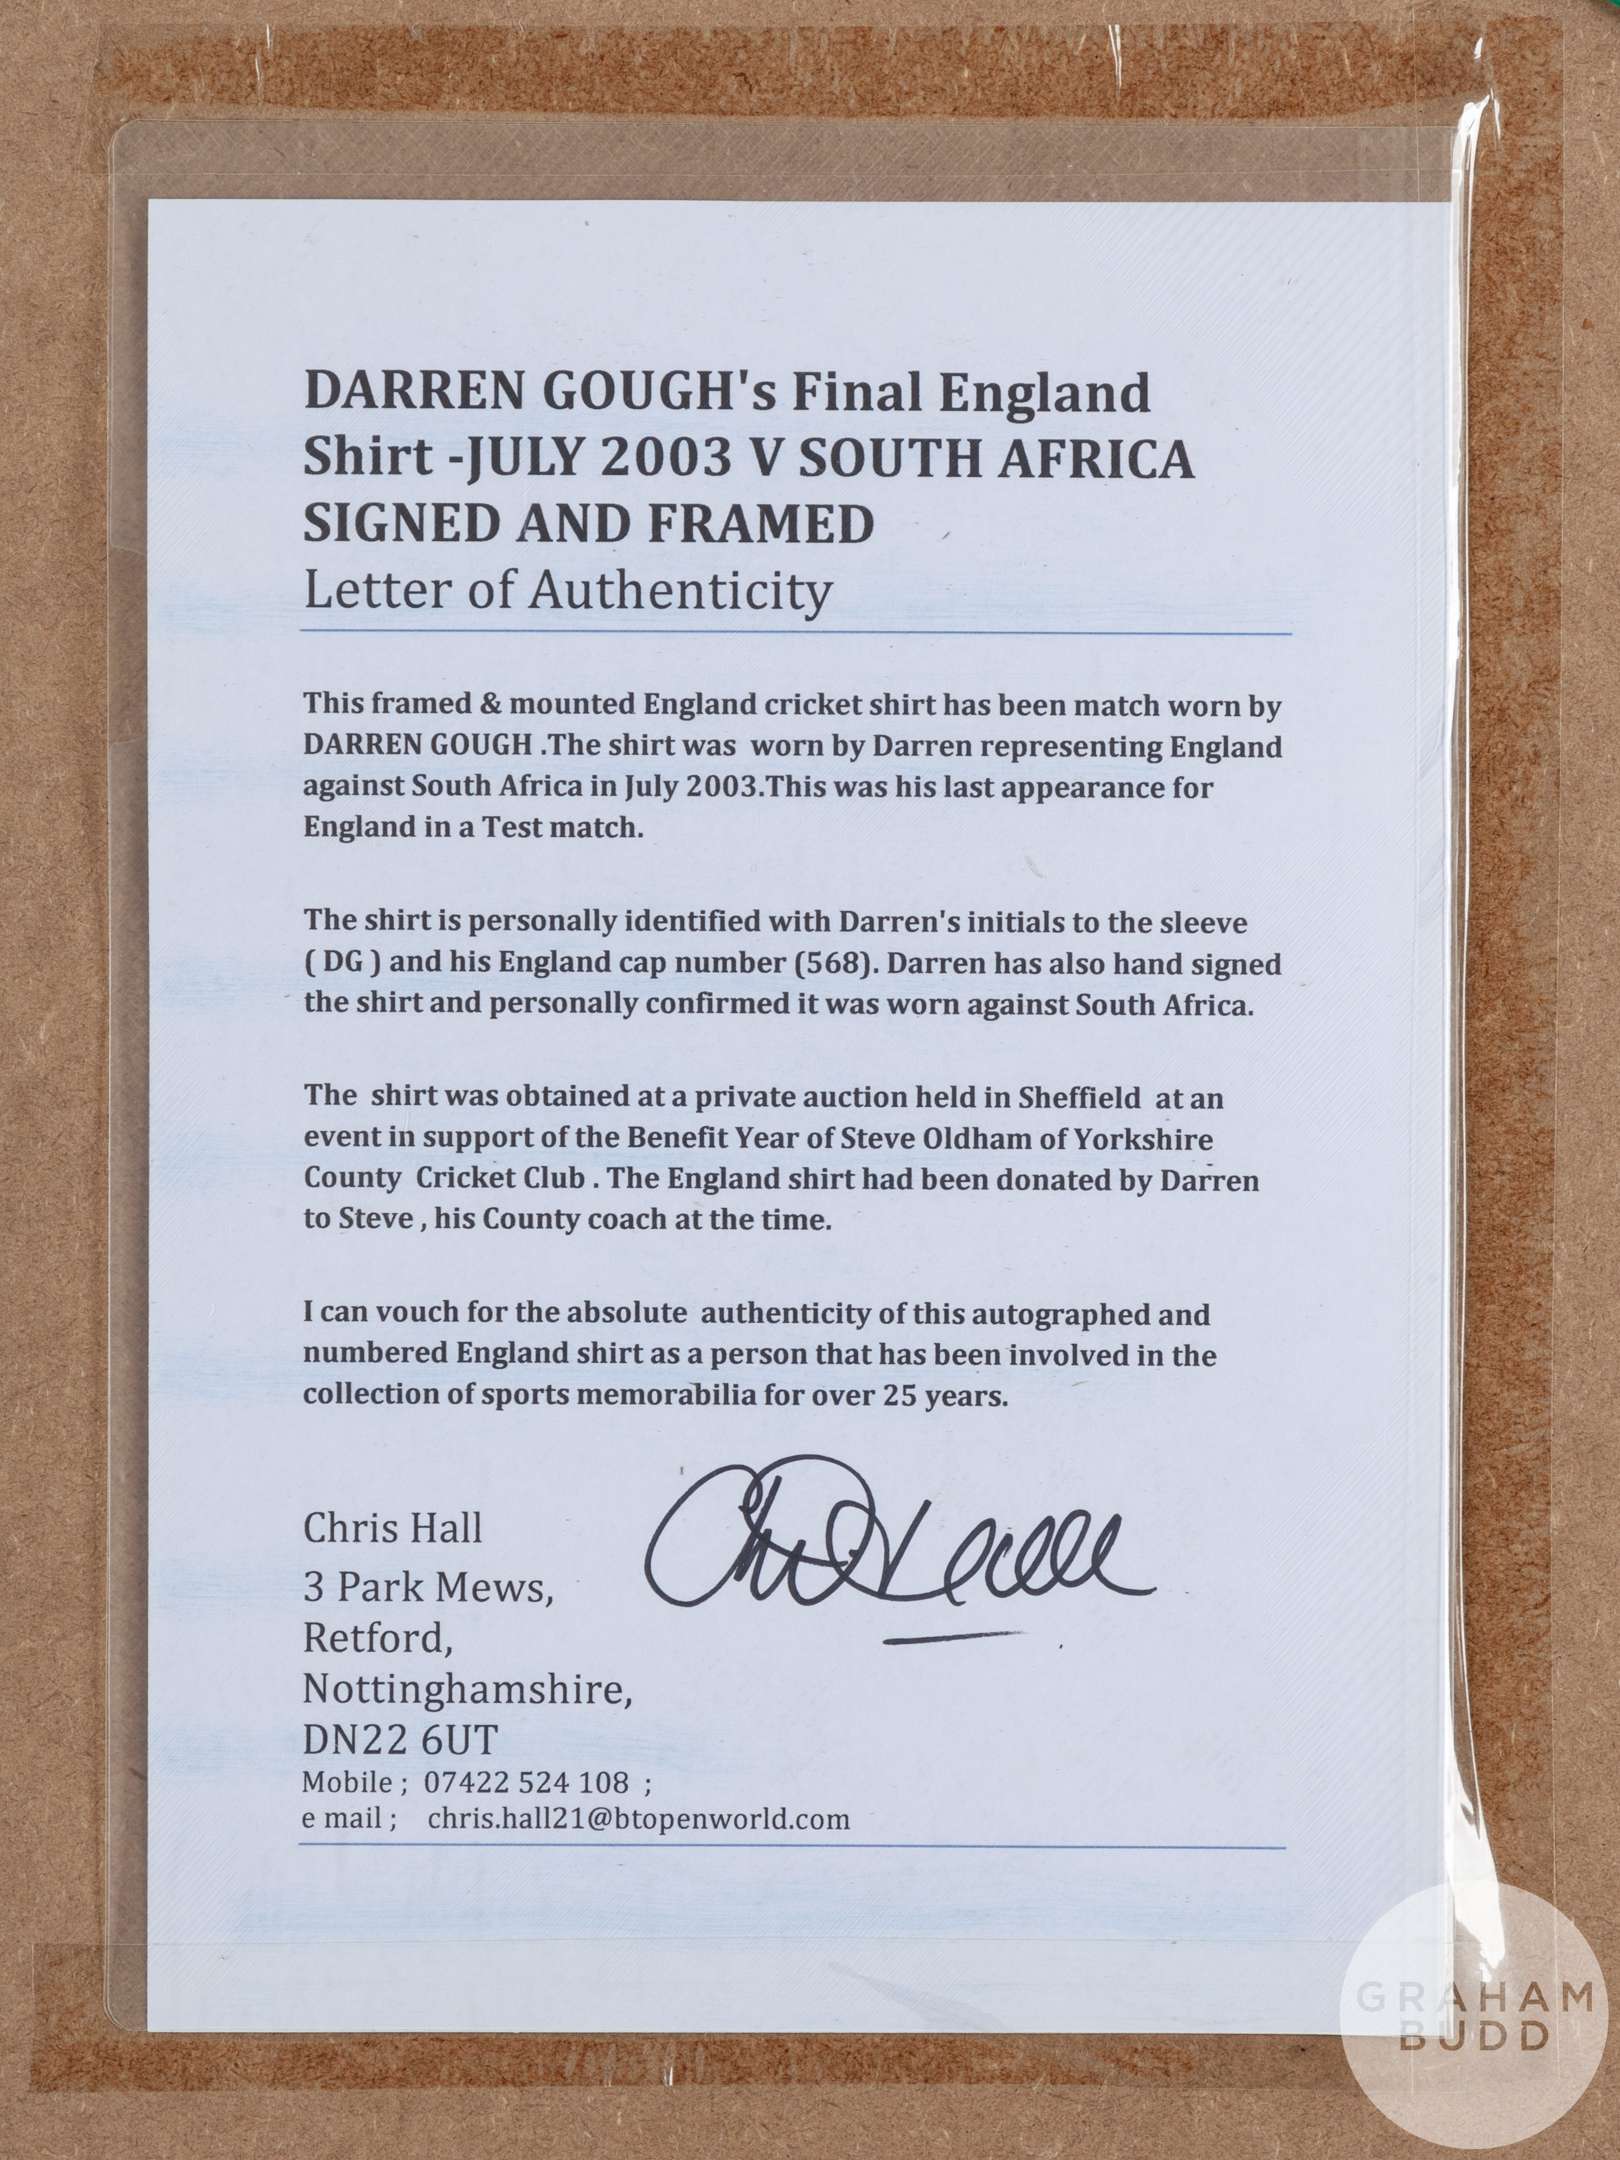 DARREN GOUGH's Final England
Shirt -JULY 2003 V SOUTH AFRICA
SIGNED AND FRAMED
Letter of Authenticity
This framed & mounted England cricket shirt has been match worn by
DARREN GOUGH .The shirt was  worn by Darren representing England
against South Africa in July 2003.This was his last appearance for
England in a Test match.
The shirt is personally identified with Darren's initials to the sleeve
( DG ) and his England cap number (568). Darren has also hand signed
the shirt and personally confirmed it was worn against South Africa.
The  shirt was obtained at a private auction held in Sheffield  at an
event in support of the Benefit Year of Steve Oldham of Yorkshire
County  Cricket Club . The England shirt had been donated by Darren
to Steve , his County coach at the time.
I can vouch for the absolute  authenticity of this autographed and
numbered England shirt as a person that has been involved in the
collection of sports memorabilia for over 25 years.
Chris Hall
Chris Hall
3 Park Mews,
Retford,
Nottinghamshire,
DN22 6UT
Mobile ;  07422 524 108  ;
e mail ;    chris.hall21@btopenworld.com
GRAHAM
BUDD